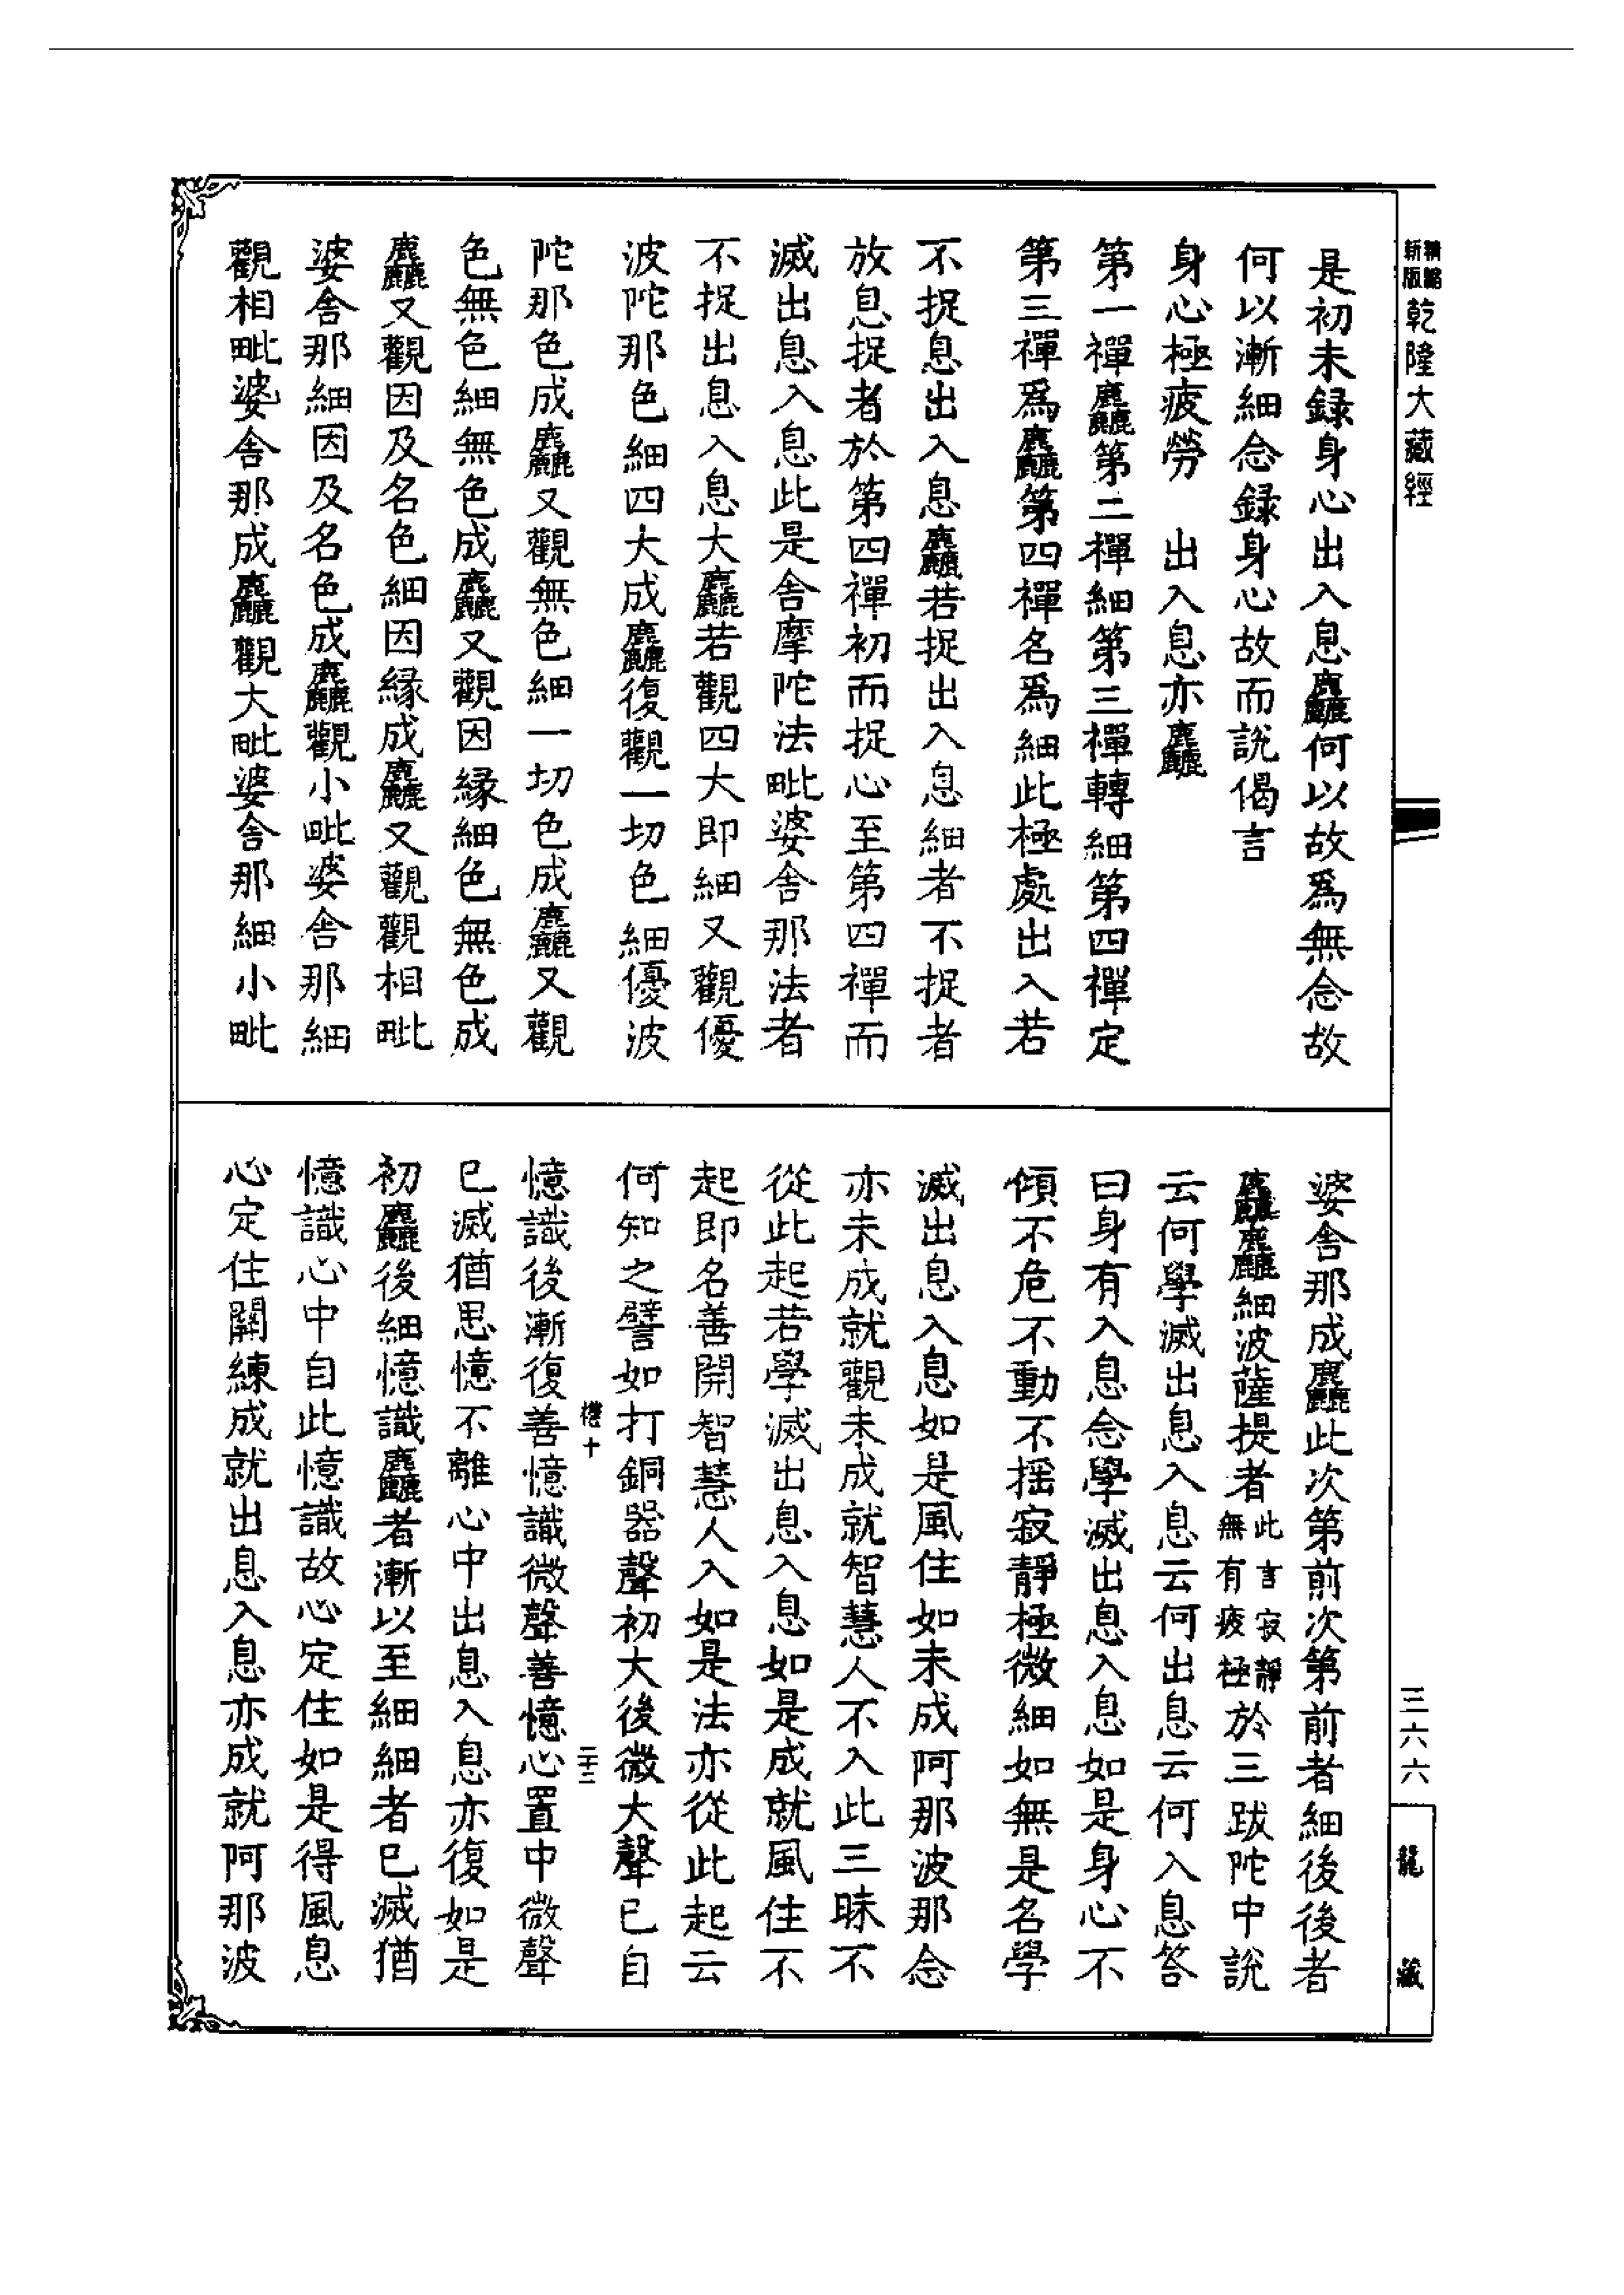 精縮
新版
乾隆大藏經
三六六
龍藏
是初未録身心出入息麤何以故爲無念故
何以漸細念録身心故而說偈言
身心極疲勞　出入息亦麤
第一禪麤第二禪細第三禪轉細第四禪定
第三禪爲麤第四禪名爲細此極處出入若
不捉息出入息麤若捉出入息細者不捉者
放息捉者於第四禪初而捉心至第四禪而
滅出息入息此是舍摩陀法毗婆舍那法者
不捉出息入息大麤若觀四大即細又觀優
波陀那色細四大成麤復觀一切色細優波
陀那色成麤又觀無色細一切色成麤又觀
色無色細無色成麤又觀因緣細色無色成
麤又觀因及名色細因緣成麤又觀觀相毗
婆舍那細因及名色成麤觀小毗婆舍那細
觀相毗婆舍那成麤觀大毗婆舍那細小毗
婆舍那成麤此次第前次第前者細後後者
麤麤細波薩提者此言寂靜無有疲極於三跋陀中說
云何學滅出息入息云何出息云何入息答
曰身有入息念學滅出息入息如是身心不
傾不危不動不搖寂靜極微細如無是名學
滅出息入息如是風住如未成阿那波那念
亦未成就觀未成就智慧人不入此三昧不
從此起若學滅出息入息如是成就風住不
起即名善開智慧人入如是法亦從此起云
何知之譬如打銅器聲初大後微大聲已自
二十三
憶識後漸復善憶識微聲善憶心置中微聲
已滅猶思憶不離心中出息入息亦復如是
初麤後細憶識麤者漸以至細細者已滅猶
憶識心中自此憶識故心定住如是得風息
心定住關練成就出息入息亦成就阿那波